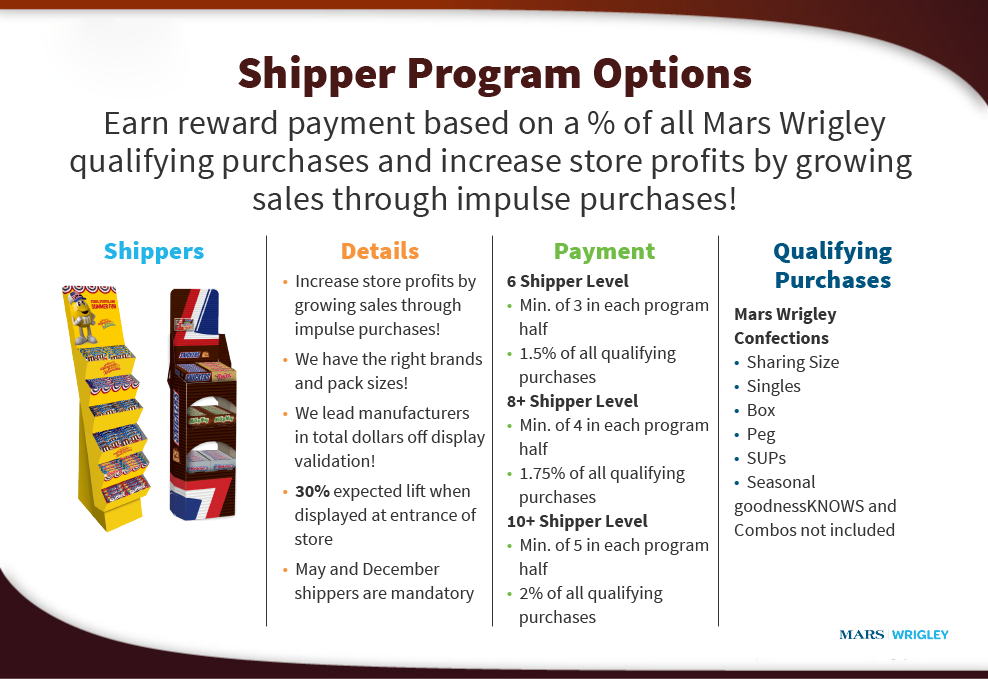 Shipper Program Options
Earn reward payment based on a % of all Mars Wrigley
qualifying purchases and increase store profits by growing
sales through impulse purchases!
Shippers
SUMMER FUN
SNICKERS
Twix
MilkyWay
MilkyWay
SNICKERS
Details
• Increase store profits by
growing sales through
impulse purchases!
• We have the right brands
and pack sizes!
• We lead manufacturers
in total dollars off display
validation!
• 30% expected lift when
displayed at entrance of
store
• May and December
shippers are mandatory
Payment
6 Shipper Level
• Min. of 3 in each program
half
• 1.5% of all qualifying
purchases
8+ Shipper Level
• Min. of 4 in each program
half
• 1.75% of all qualifying
purchases
10+ Shipper Level
• Min. of 5 in each program
half
• 2% of all qualifying
purchases
Qualifying
Purchases
Mars Wrigley
Confections
• Sharing Size
• Singles
• Box
• Peg
• SUPs
• Seasonal
goodnessKNOWS and
Combos not included
MARS | WRIGLEY